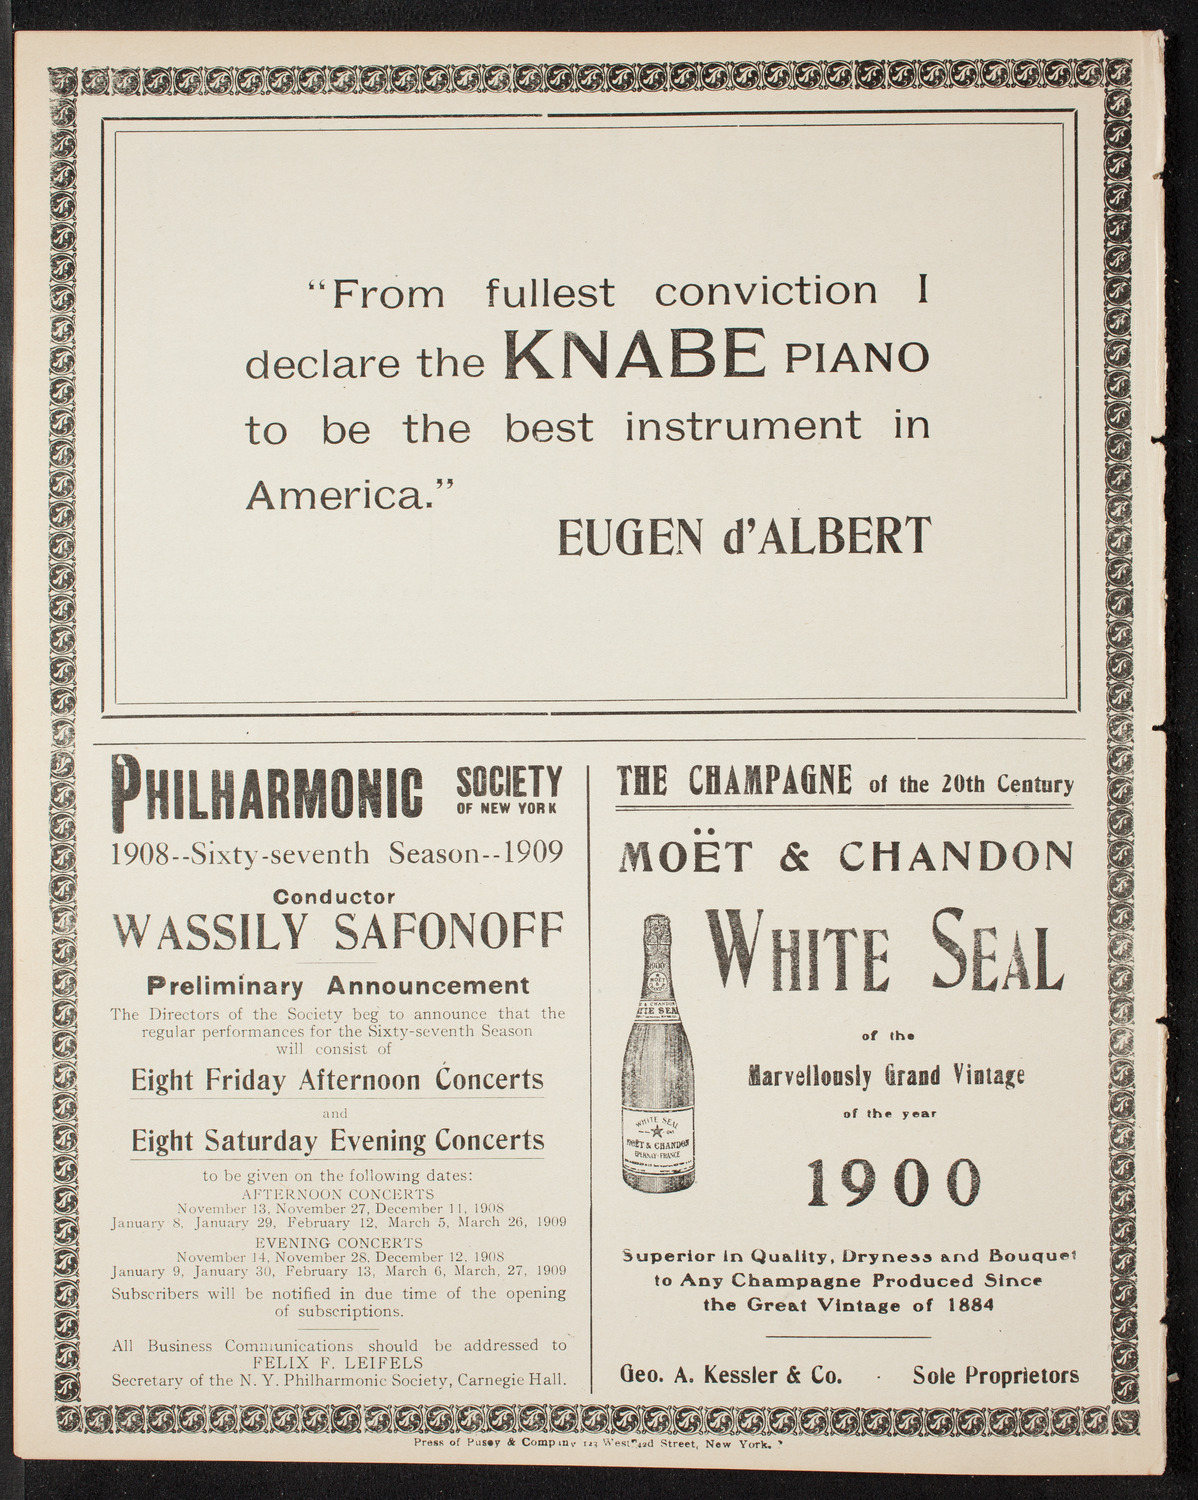 "From fullest conviction I
declare the KNABE PIANO
to be the best instrument in
America."
EUGEN d'ALBERT
PHILHARMONIC SOCIETY
OF NEW YORK
1908--Sixty-seventh Season--1909
Conductor
WASSILY SAFONOFF
Preliminary Announcement
The Directors of the Society beg to announce that the
regular performances for the Sixty-seventh Season
will consist of
Eight Friday Afternoon Concerts
and
Eight Saturday Evening Concerts
to be given on the following dates:
AFTERNOON CONCERTS
November 13, November 27, December 11, 1908
January 8, January 29, February 12, March 5, March 26, 1909
EVENING CONCERTS
November 14, November 28, December 12, 1908
January 9, January 30, February 13, March 6, March, 27, 1909
Subscribers will be notified in due time of the opening
of subscriptions.
All Business Communications should be addressed to
FELIX F. LEIFELS
Secretary of the N. Y. Philharmonic Society, Carnegie Hall.
THE CHAMPAGNE of the 20th Century
MOËT & CHANDON
WHITE SEAL
of the
Marvellously Grand Vintage
of the year
1900
WHITE SEAL
MOËT & CHANDON
EPERNAY-FRANCE
Superior in Quality, Dryness and Bouquet
to Any Champagne Produced Since
the Great Vintage of 1884
Geo. A. Kessler & Co. · Sole Proprietors
Press of Pusey & Company 123 West 42d Street, New York.